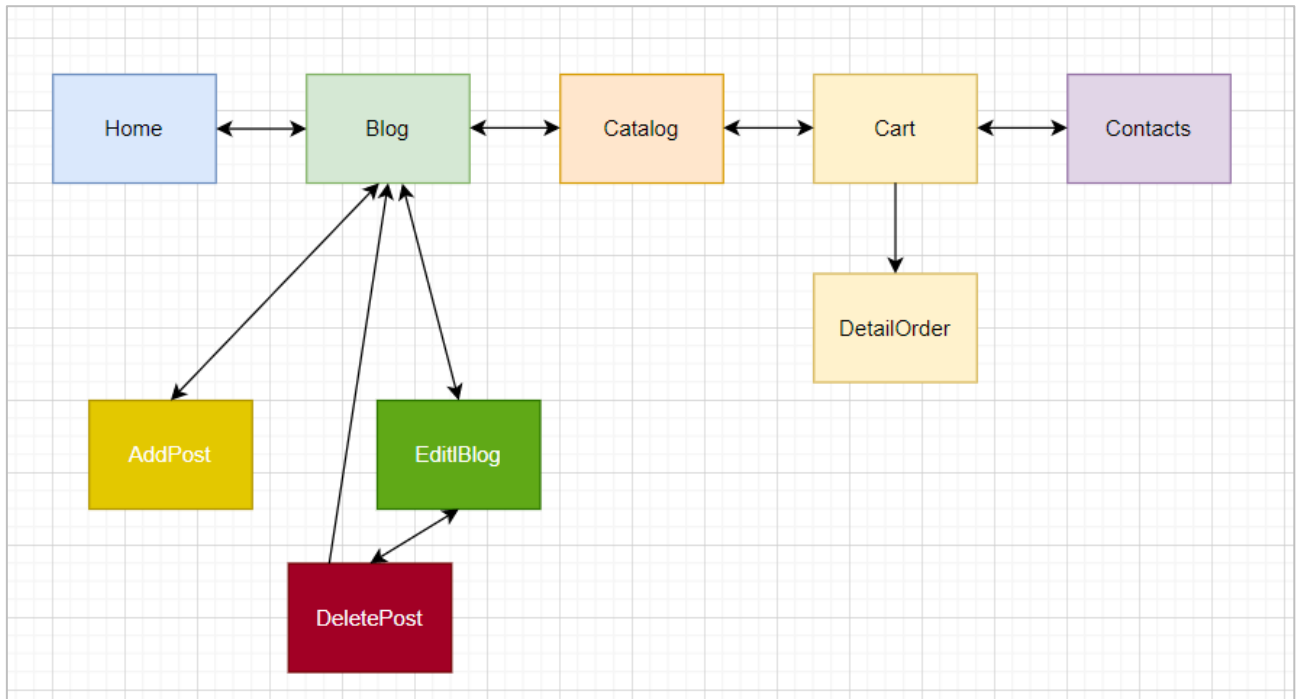 Home
Blog
Catalog
Cart
Contacts
DetailOrder
AddPost
EditlBlog
DeletePost